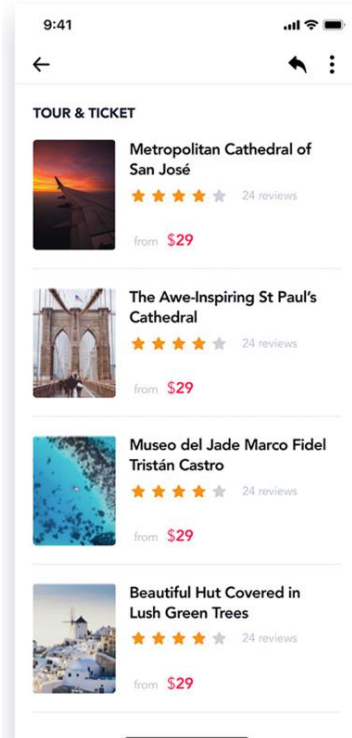 9:41
TOUR & TICKET
Metropolitan Cathedral of
San José
24 reviews
from $29
The Awe-Inspiring St Paul's
Cathedral
24 reviews
from $29
Museo del Jade Marco Fidel
Tristán Castro
24 reviews
from $29
Beautiful Hut Covered in
Lush Green Trees
24 reviews
from $29